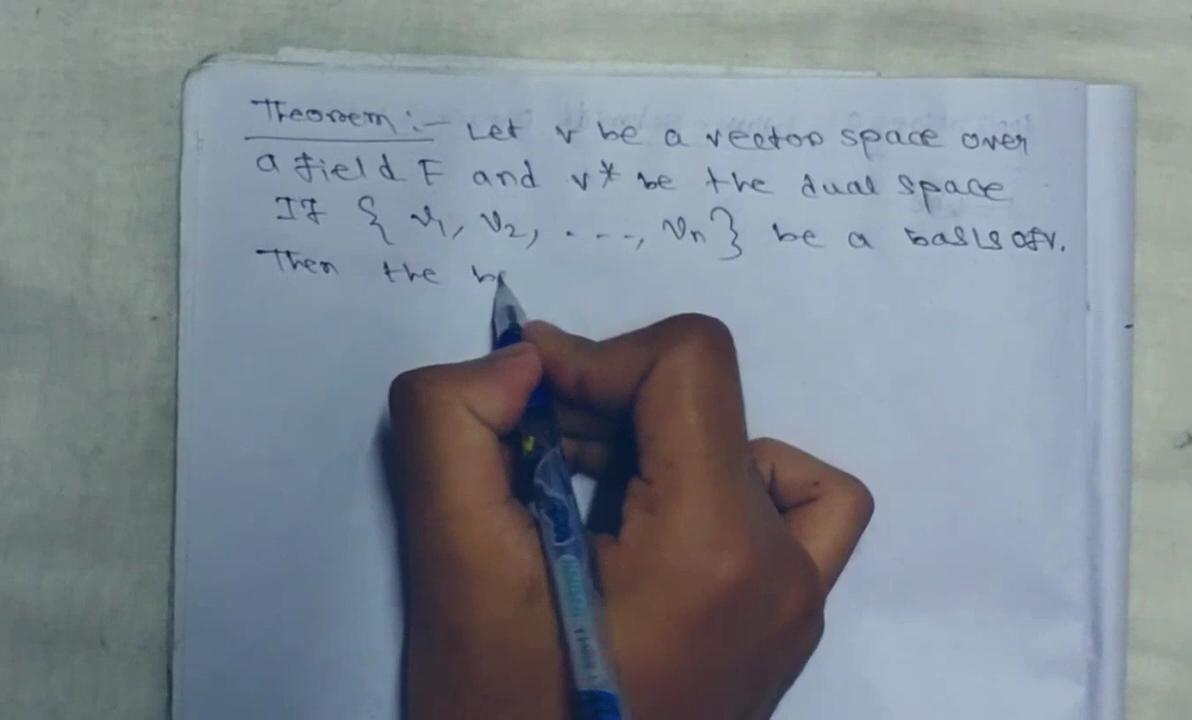 Theorem:- Let v be a vector space over
a field F and v* be the dual space
If { v1, v2, ...., vn} be a basis of v.
Then the